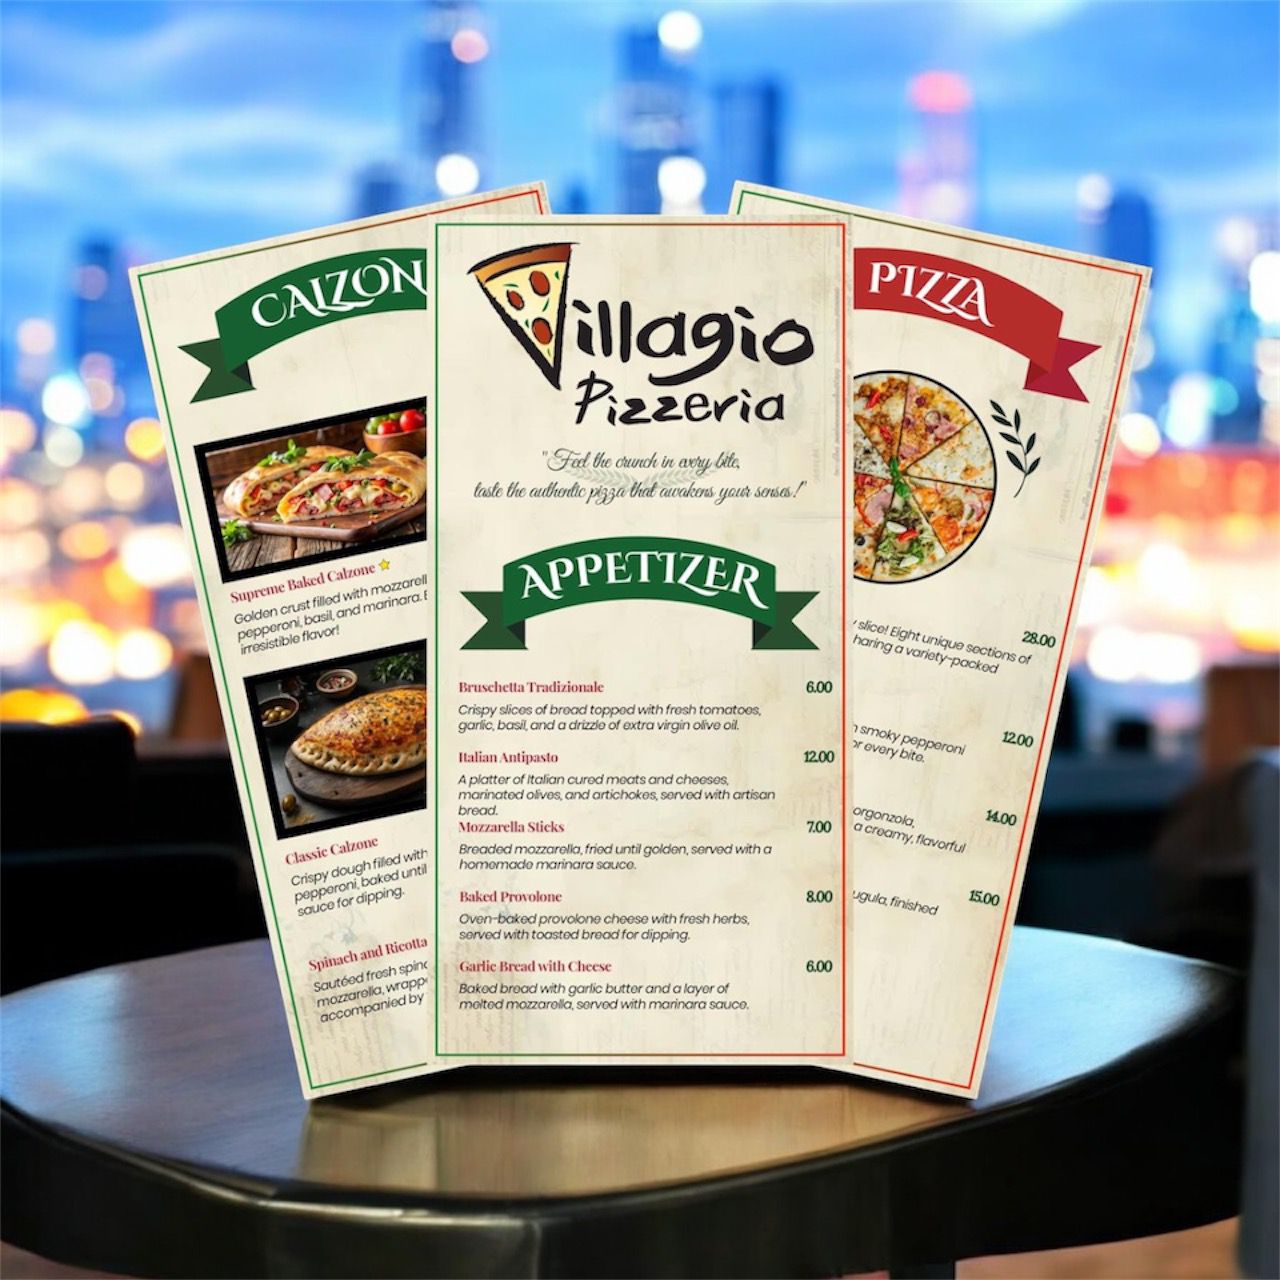 CALZON
Supreme Baked Calzone
Golden crust filled with
pepperoni, basil, and marinara.
irresistible flavor!
Classic Calzone
Crispy dough filled with
pepperoni, baked until
sauce for dipping.
Spinach and Ricotta
Sautéed fresh
mozzarella,
accompanied by
Villagio
Pizzeria
"Feel the crunch in every bite,
taste the authentic pizza that awakens your senses!"
APPETIZER
Bruschetta Tradizionale 6.00
Crispy slices of bread topped with fresh tomatoes,
garlic, basil, and a drizzle of extra virgin olive oil.
Italian Antipasto 12.00
A platter of Italian cured meats and cheeses,
marinated olives, and artichokes, served with artisan
bread.
Mozzarella Sticks 7.00
Breaded mozzarella, fried until golden, served with a
homemade marinara sauce.
Baked Provolone 8.00
Oven-baked provolone cheese with fresh herbs,
served with toasted bread for dipping.
Garlic Bread with Cheese 6.00
Baked bread with garlic butter and a layer of
melted mozzarella, served with marinara sauce.
PIZZA
28.00
slice! Eight unique sections of
haring a variety-packed
12.00
smoky pepperoni
or every bite.
14.00
orgonzola,
a creamy, flavorful
15.00
ugula, finished